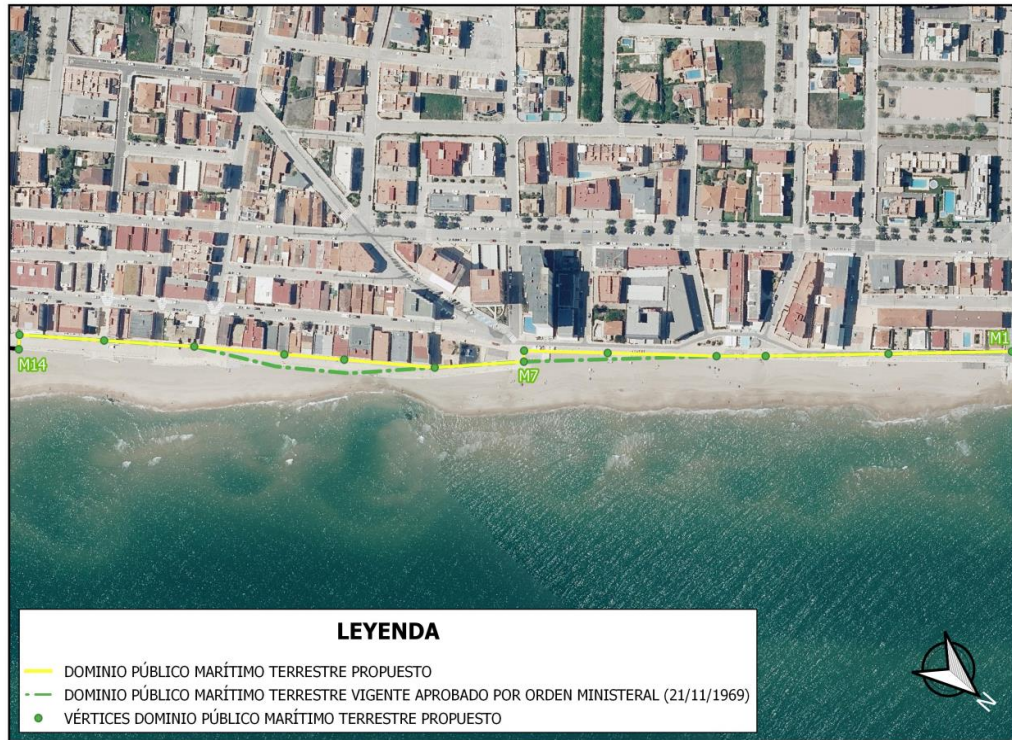 M1
M14
M7
LEYENDA
DOMINIO PÚBLICO MARÍTIMO TERRESTRE PROPUESTO
DOMINIO PÚBLICO MARÍTIMO TERRESTRE VIGENTE APROBADO POR ORDEN MINISTERAL (21/11/1969)
VÉRTICES DOMINIO PÚBLICO MARÍTIMO TERRESTRE PROPUESTO
N